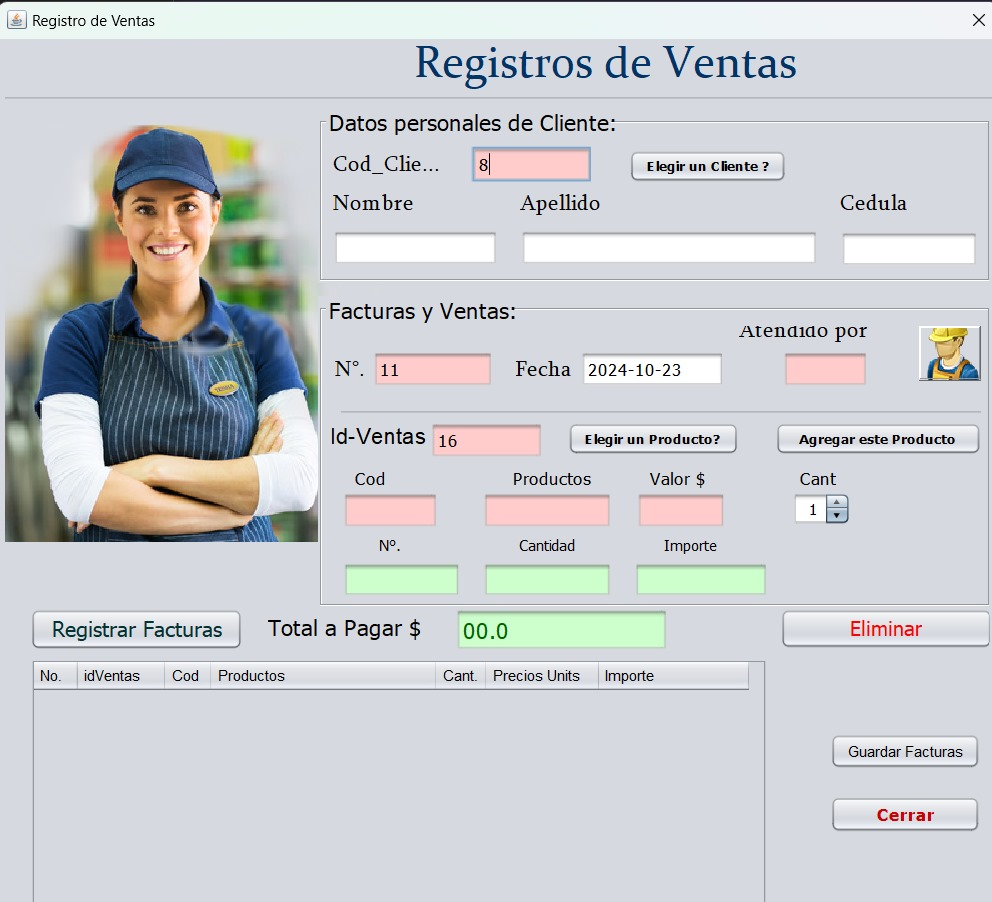 Registro de Ventas
Registros de Ventas
Datos personales de Cliente:
Cod_Clie... 8 Elegir un Cliente ?
Nombre Apellido Cedula
Facturas y Ventas:
Atendido por
N°. 11 Fecha 2024-10-23
Id-Ventas 16 Elegir un Producto? Agregar este Producto
Cod Productos Valor $ Cant
1
Nº. Cantidad Importe
Registrar Facturas Total a Pagar $ 00.0 Eliminar
No. idVentas Cod Productos Cant. Precios Units Importe
Guardar Facturas
Cerrar